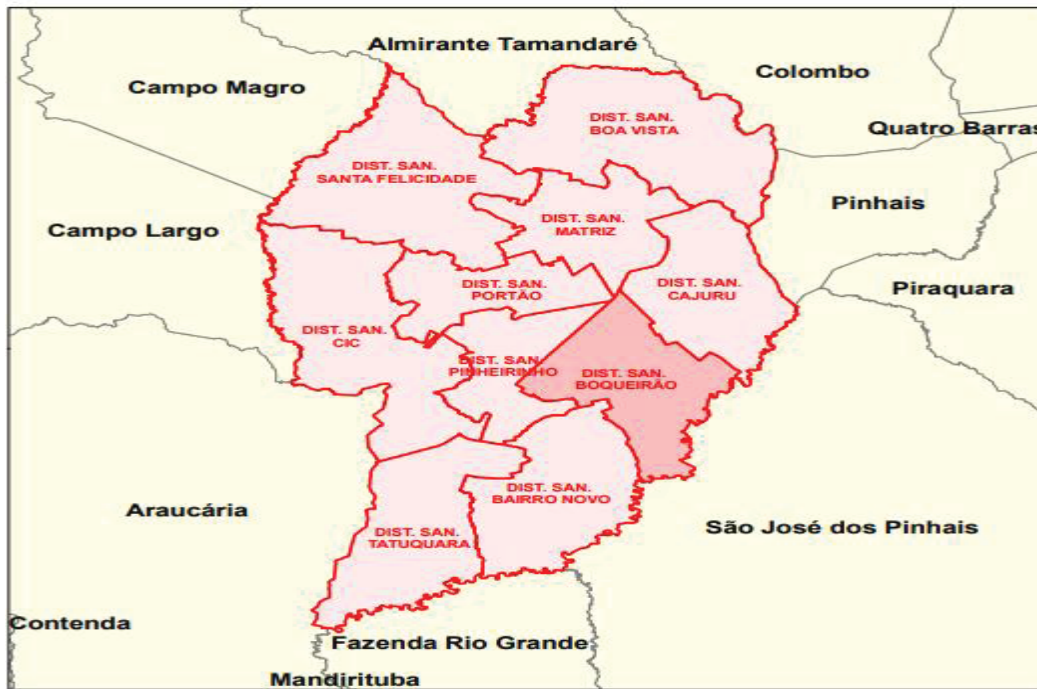 Almirante Tamandaré
Colombo
Campo Magro
DIST. SAN.
BOA VISTA
Quatro Barras
DIST. SAN.
SANTA FELICIDADE
Pinhais
DIST. SAN.
MATRIZ
Campo Largo
DIST. SAN.
PORTÃO
DIST. SAN.
CAJURU
Piraquara
DIST. SAN.
CIC
DIST. SAN.
PINHEIRINHO
DIST. SAN.
BOQUEIRÃO
DIST. SAN.
BAIRRO NOVO
Araucária
São José dos Pinhais
DIST. SAN.
TATUQUARA
Contenda
Fazenda Rio Grande
Mandirituba